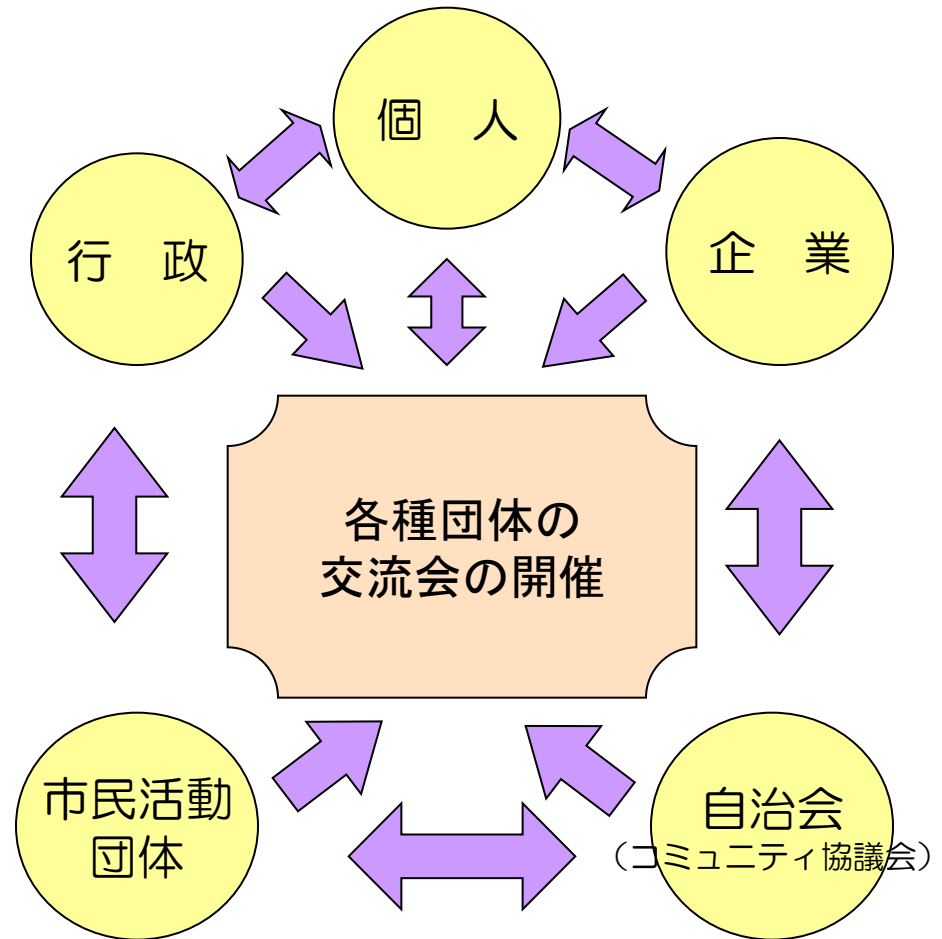 個　人
行　政
企　業
各種団体の
交流会の開催
市民活動
団体
自治会
（コミュニティ協議会）